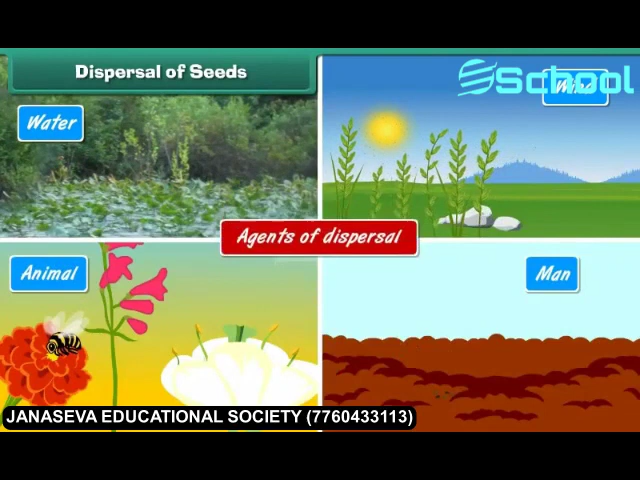 Dispersal of Seeds
School
Water
Agents of dispersal
Animal
Man
JANASEVA EDUCATIONAL SOCIETY (7760433113)